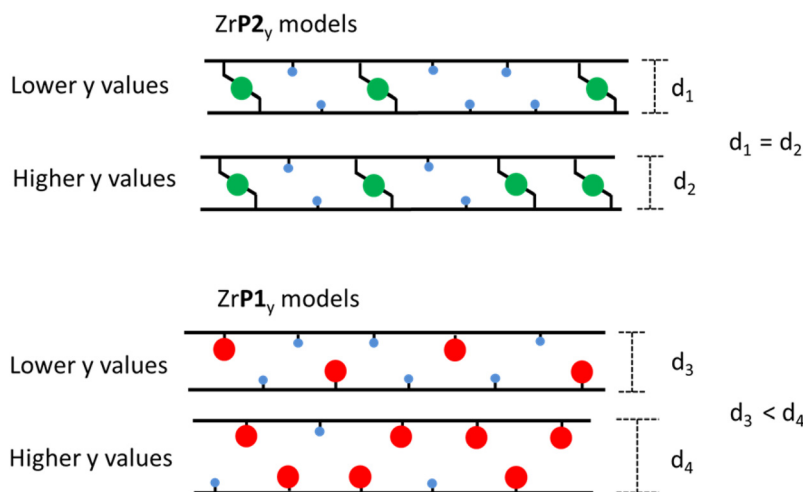 ZrP2y models
Lower y values
d1
d1 = d2
Higher y values
d2
ZrP1y models
Lower y values
d3
d3 < d4
Higher y values
d4